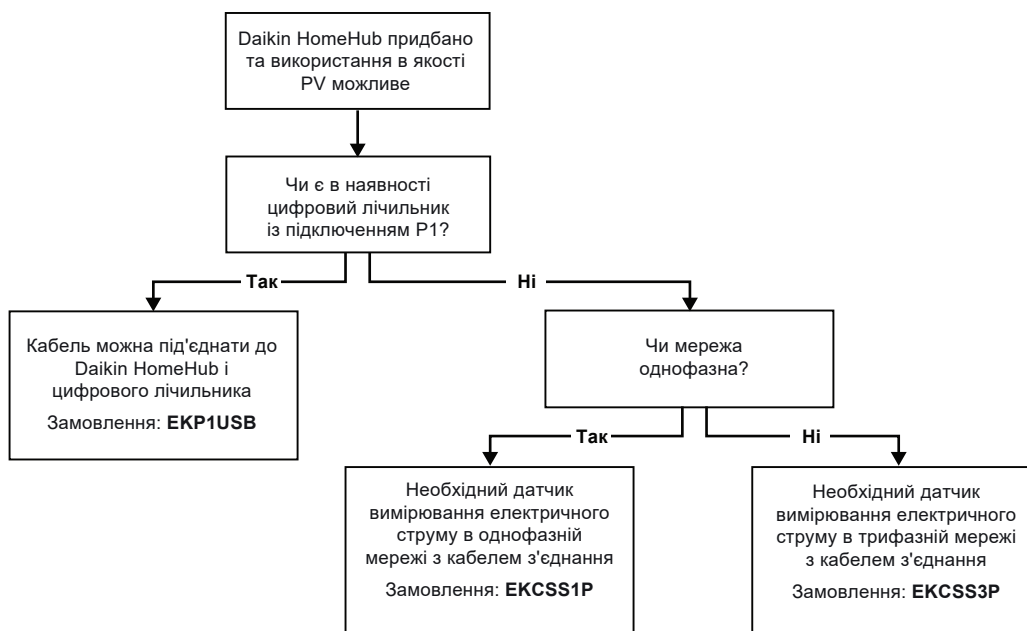 Daikin HomeHub придбано
та використання в якості
PV можливе
Чи є в наявності
цифровий лічильник
із підключенням P1?
Так
Ні
Кабель можна під'єднати до
Daikin HomeHub і
цифрового лічильника
Замовлення: EKP1USB
Чи мережа
однофазна?
Так
Ні
Необхідний датчик
вимірювання електричного
струму в однофазній
мережі з кабелем з'єднання
Замовлення: EKCSS1P
Необхідний датчик
вимірювання електричного
струму в трифазній мережі
з кабелем з'єднання
Замовлення: EKCSS3P